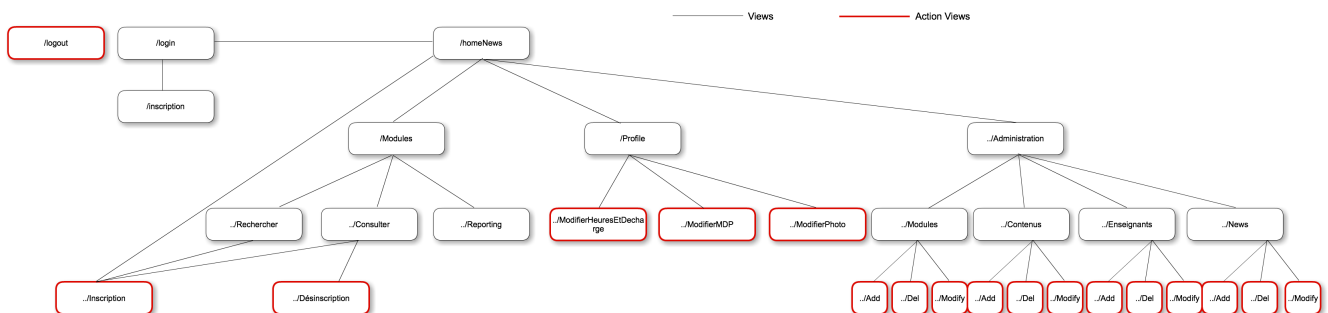 Views
Action Views
/logout
/login
/homeNews
/inscription
/Modules
/Profile
../Administration
../Rechercher
../Consulter
../Reporting
../ModifierHeuresEtDecha
rge
../ModifierMDP
../ModifierPhoto
../Modules
../Contenus
../Enseignants
../News
../Inscription
../Désinscription
../Add
../Del
../Modify
../Add
../Del
../Modify
../Add
../Del
../Modify
../Add
../Del
../Modify